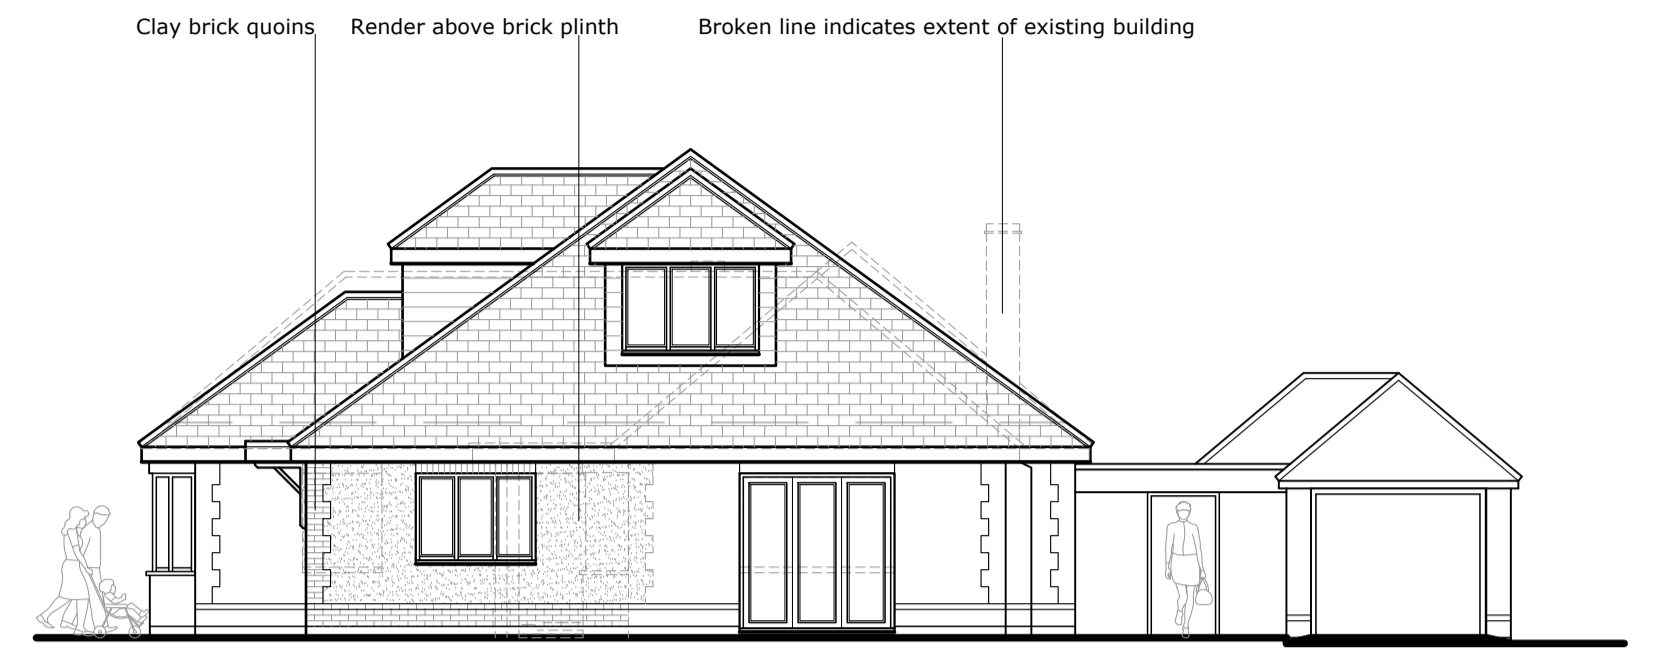 Clay brick quoins
Render above brick plinth
Broken line indicates extent of existing building